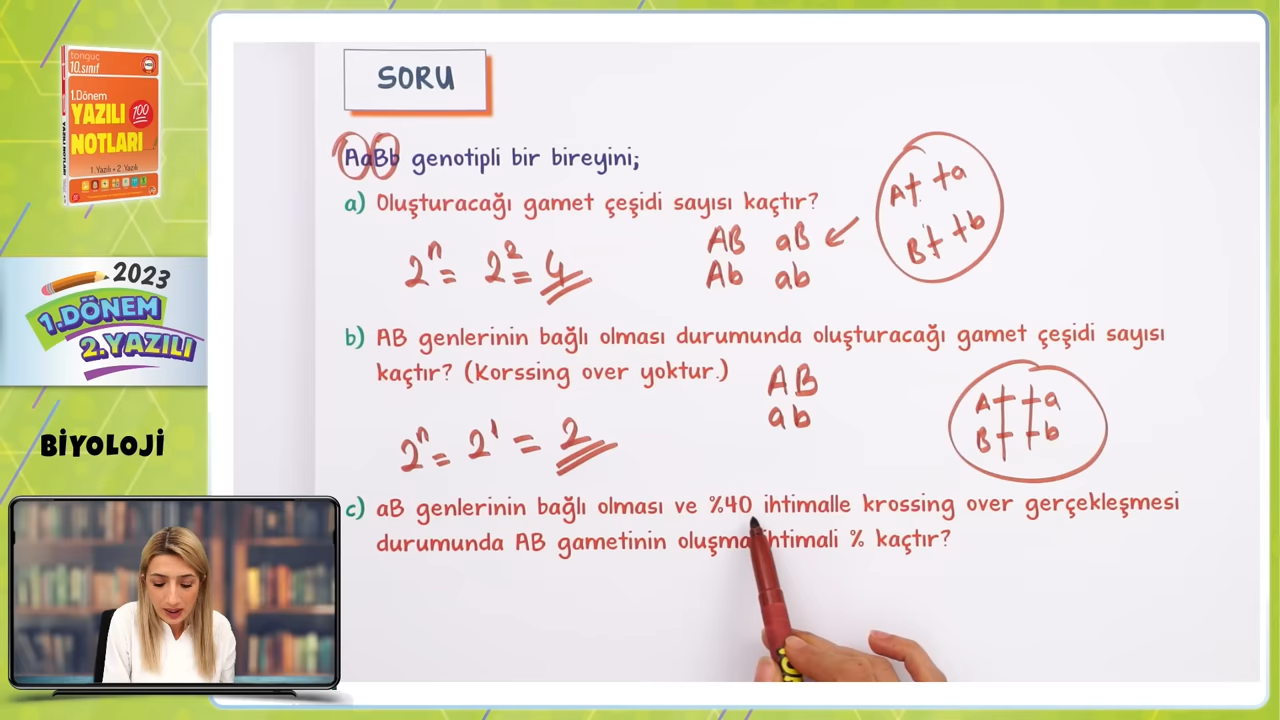 tonguç
10.sınıf
1.Dönem
YAZILI
100
NOTLARI
1.Yazılı • 2.Yazılı
2023
1.DÖNEM
2.YAZILI
BİYOLOJİ
SORU
AaBb genotipli bir bireyini;
a) Oluşturacağı gamet çeşidi sayısı kaçtır?
2ⁿ = 2² = 4
AB aB
Ab ab
A a
B b
b) AB genlerinin bağlı olması durumunda oluşturacağı gamet çeşidi sayısı
kaçtır? (Korssing over yoktur.)
AB
ab
2ⁿ = 2¹ = 2
A a
B b
c) aB genlerinin bağlı olması ve %40 ihtimalle krossing over gerçekleşmesi
durumunda AB gametinin oluşma ihtimali % kaçtır?